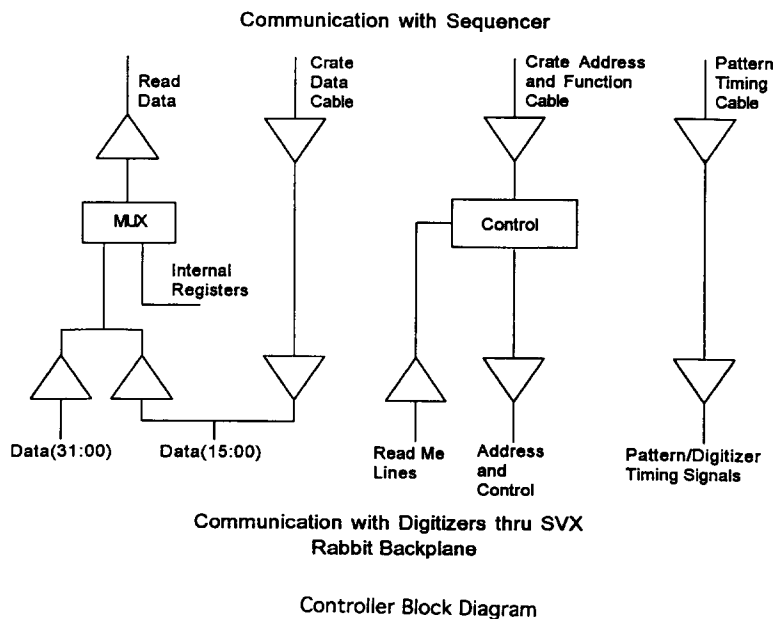 Communication with Sequencer
Read
Data
Crate
Data
Cable
Crate Address
and Function
Cable
Pattern
Timing
Cable
MUX
Control
Internal
Registers
Data(31:00)
Data(15:00)
Read Me
Lines
Address
and
Control
Pattern/Digitizer
Timing Signals
Communication with Digitizers thru SVX
Rabbit Backplane
Controller Block Diagram